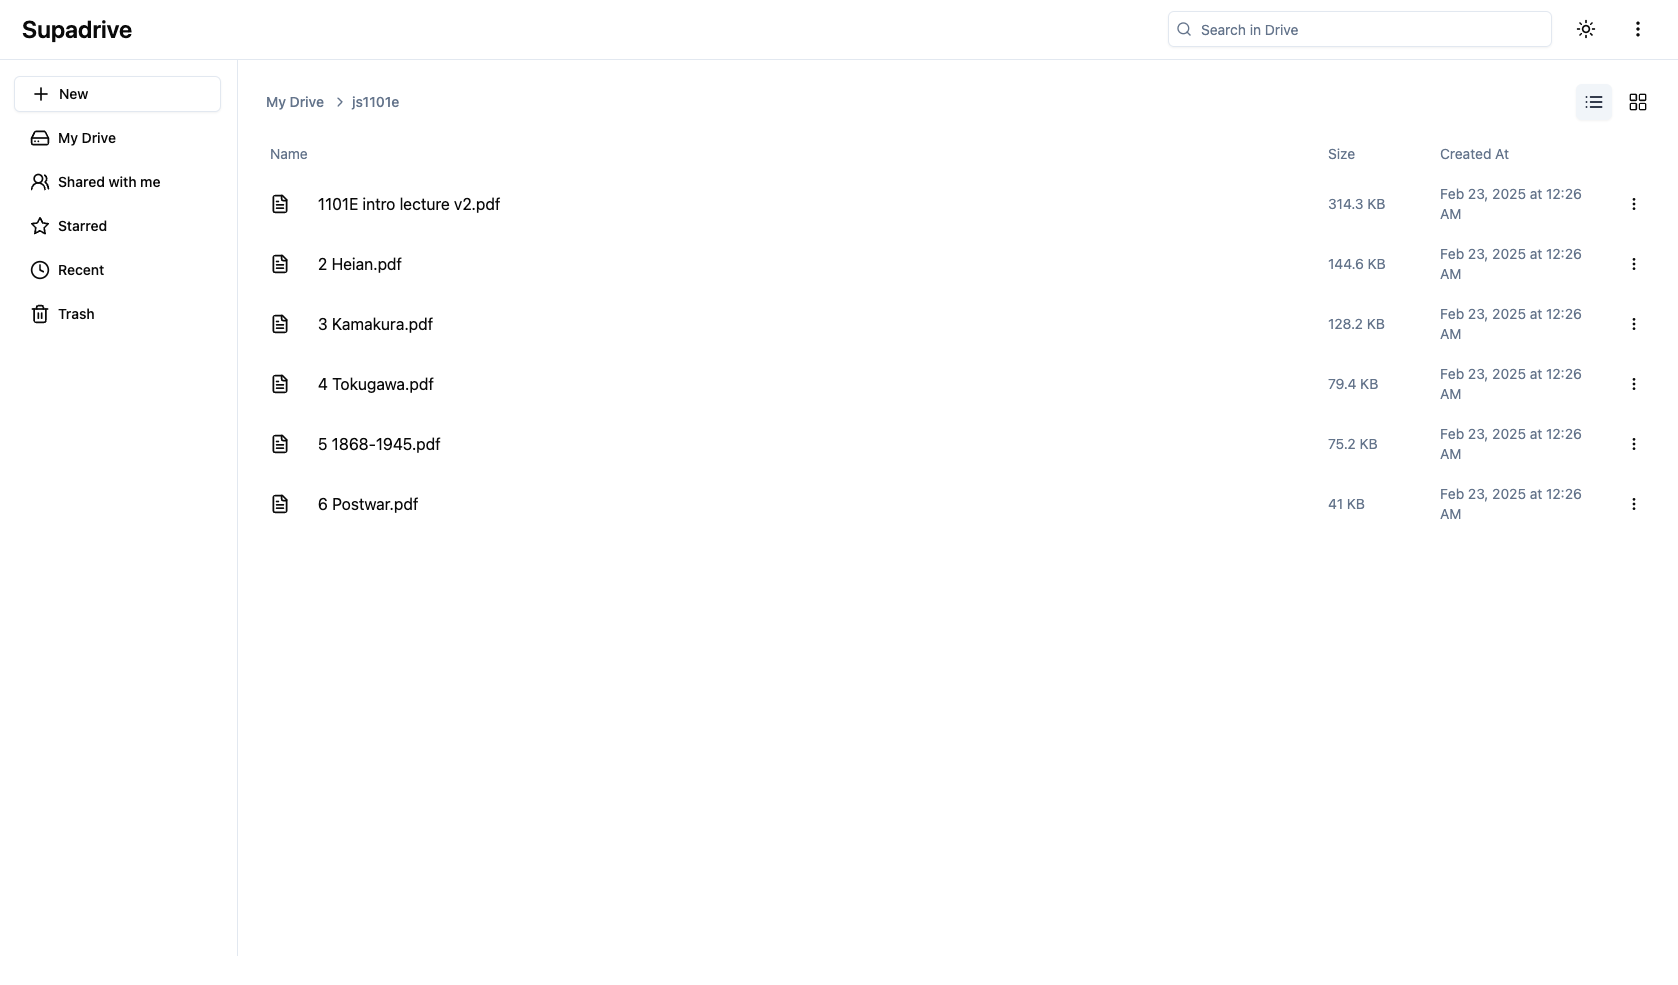 Supadrive
Search in Drive
New
My Drive
Shared with me
Starred
Recent
Trash
My Drive > js1101e
Name Size Created At
1101E intro lecture v2.pdf 314.3 KB Feb 23, 2025 at 12:26
AM
2 Heian.pdf 144.6 KB Feb 23, 2025 at 12:26
AM
3 Kamakura.pdf 128.2 KB Feb 23, 2025 at 12:26
AM
4 Tokugawa.pdf 79.4 KB Feb 23, 2025 at 12:26
AM
5 1868-1945.pdf 75.2 KB Feb 23, 2025 at 12:26
AM
6 Postwar.pdf 41 KB Feb 23, 2025 at 12:26
AM